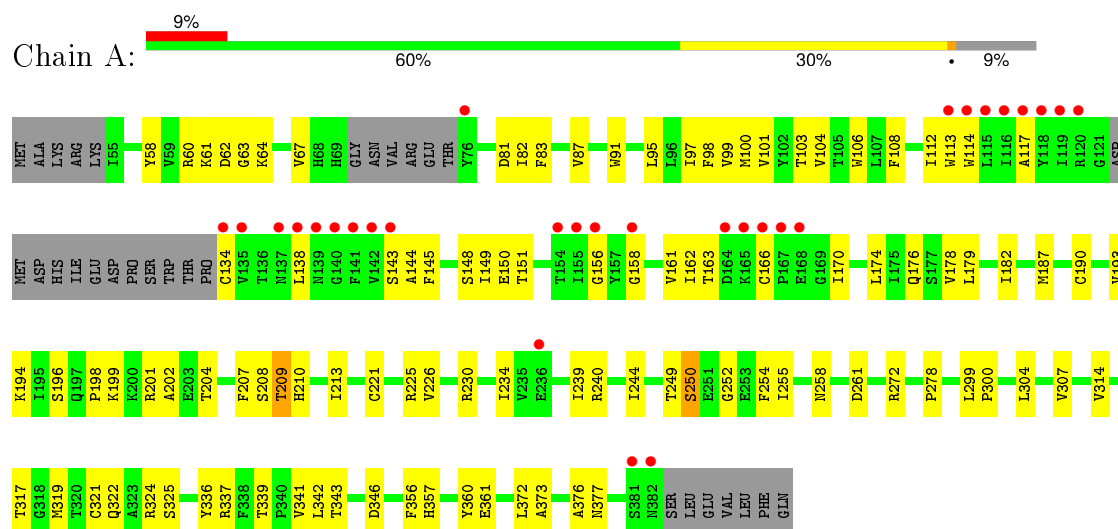 9%
Chain A:
60% 30% • 9%
MET ALA LYS ARG LYS I55 Y58 V59 R60 K61 D62 G63 K64 V67 H68 H69 GLY ASN VAL ARG GLU THR Y76 D81 I82 F83 V87 W91 L95 L96 I97 F98 V99 M100 V101 Y102 T103 V104 T105 W106 L107 F108 I112 W113 W114 L115 I116 A117 Y118 I119 R120 G121 ASP
MET ASP HIS ILE GLU ASP PRO SER TRP THR PRO C134 V135 T136 N137 L138 N139 G140 F141 V142 S143 A144 F145 S148 I149 E150 T151 T154 I155 G156 Y157 G158 V161 I162 T163 D164 K165 C166 P167 E168 G169 I170 L174 I175 Q176 S177 V178 L179 I182 M187 C190 V193
K194 I195 S196 Q197 P198 K199 K200 R201 A202 E203 T204 F207 S208 T209 H210 I213 C221 R225 V226 R230 I234 V235 E236 I239 R240 I244 T249 S250 E251 G252 E253 F254 I255 N258 D261 R272 P278 L299 P300 L304 V307 V314
T317 G318 M319 T320 C321 Q322 A323 R324 S325 Y336 R337 F338 T339 P340 V341 L342 T343 D346 F356 H357 Y360 E361 L372 A373 A376 N377 S381 N382 SER LEU GLU VAL LEU PHE GLN